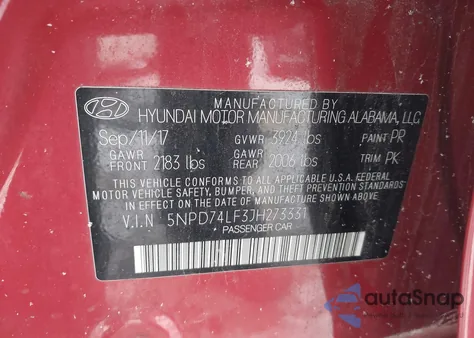 MANUFACTURED BY
HYUNDAI MOTOR MANUFACTURING ALABAMA, LLC
Sep/11/17 GVWR 3924 lbs PAINT PR
GAWR FRONT 2183 lbs GAWR REAR 2006 lbs TRIM PK
THIS VEHICLE CONFORMS TO ALL APPLICABLE U.S.A. FEDERAL
MOTOR VEHICLE SAFETY, BUMPER, AND THEFT PREVENTION STANDARDS
IN EFFECT ON THE DATE OF MANUFACTURE SHOWN ABOVE.
V.I.N 5NPD74LF3JH273331
PASSENGER CAR
autoSnap